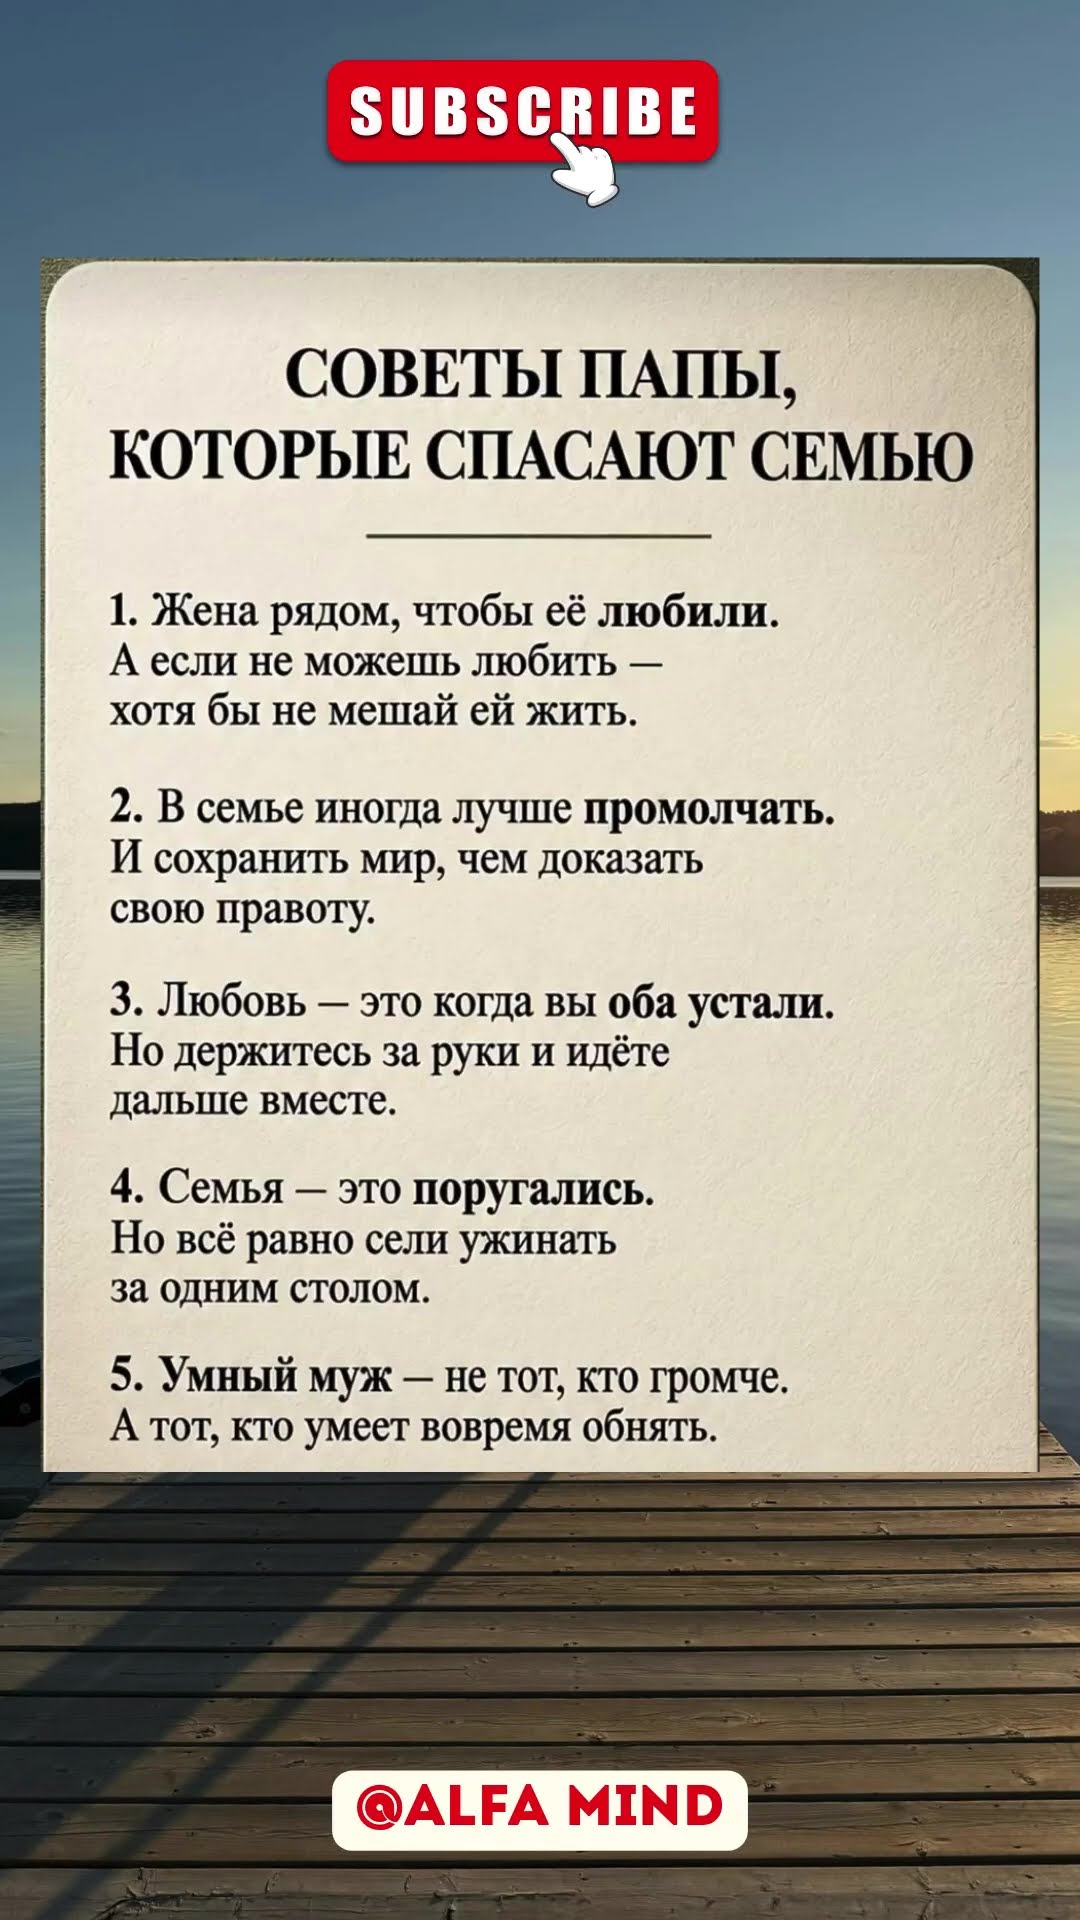 SUBSCRIBE
СОВЕТЫ ПАПЫ,
КОТОРЫЕ СПАСАЮТ СЕМЬЮ
1. Жена рядом, чтобы её любили.
А если не можешь любить —
хотя бы не мешай ей жить.
2. В семье иногда лучше промолчать.
И сохранить мир, чем доказать
свою правоту.
3. Любовь — это когда вы оба устали.
Но держитесь за руки и идёте
дальше вместе.
4. Семья — это поругались.
Но всё равно сели ужинать
за одним столом.
5. Умный муж — не тот, кто громче.
А тот, кто умеет вовремя обнять.
@ALFA MIND